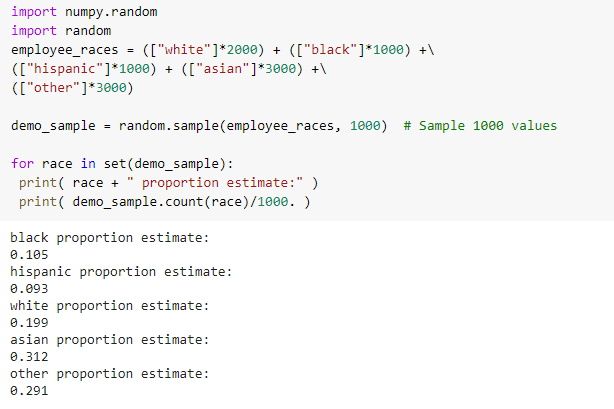 import numpy.random
import random
employee_races = (["white"]*2000) + (["black"]*1000) +\
(["hispanic"]*1000) + (["asian"]*3000) +\
(["other"]*3000)
demo_sample = random.sample(employee_races, 1000)  # Sample 1000 values
for race in set(demo_sample):
 print( race + " proportion estimate:" )
 print( demo_sample.count(race)/1000. )
black proportion estimate:
0.105
hispanic proportion estimate:
0.093
white proportion estimate:
0.199
asian proportion estimate:
0.312
other proportion estimate:
0.291